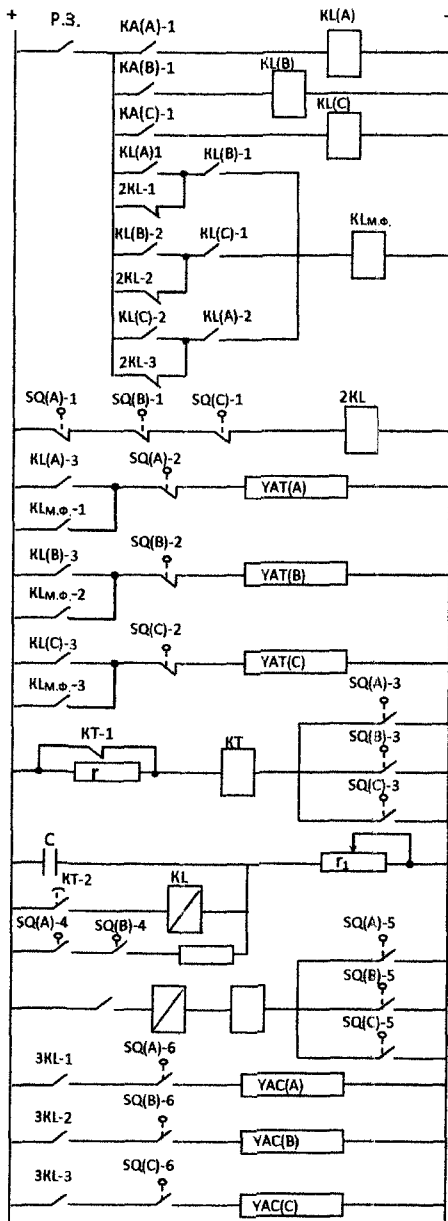 + -
Р.З. KA(A)-1 KL(A)
KA(B)-1 KL(B)
KA(C)-1 KL(C)
KL(A)1 KL(B)-1
2KL-1
KL(B)-2 KL(C)-1 KLм.ф.
2KL-2
KL(C)-2 KL(A)-2
2KL-3
SQ(A)-1 SQ(B)-1 SQ(C)-1 2KL
KL(A)-3 SQ(A)-2
YAT(A)
KLм.ф.-1
KL(B)-3 SQ(B)-2
YAT(B)
KLм.ф.-2
KL(C)-3 SQ(C)-2
YAT(C)
KLм.ф.-3
SQ(A)-3
KT-1 KT SQ(B)-3
r
SQ(C)-3
C
r1
KT-2 KL
SQ(A)-4 SQ(B)-4 SQ(A)-5
SQ(B)-5
SQ(C)-5
3KL-1 SQ(A)-6
YAC(A)
3KL-2 SQ(B)-6
YAC(B)
3KL-3 SQ(C)-6
YAC(C)